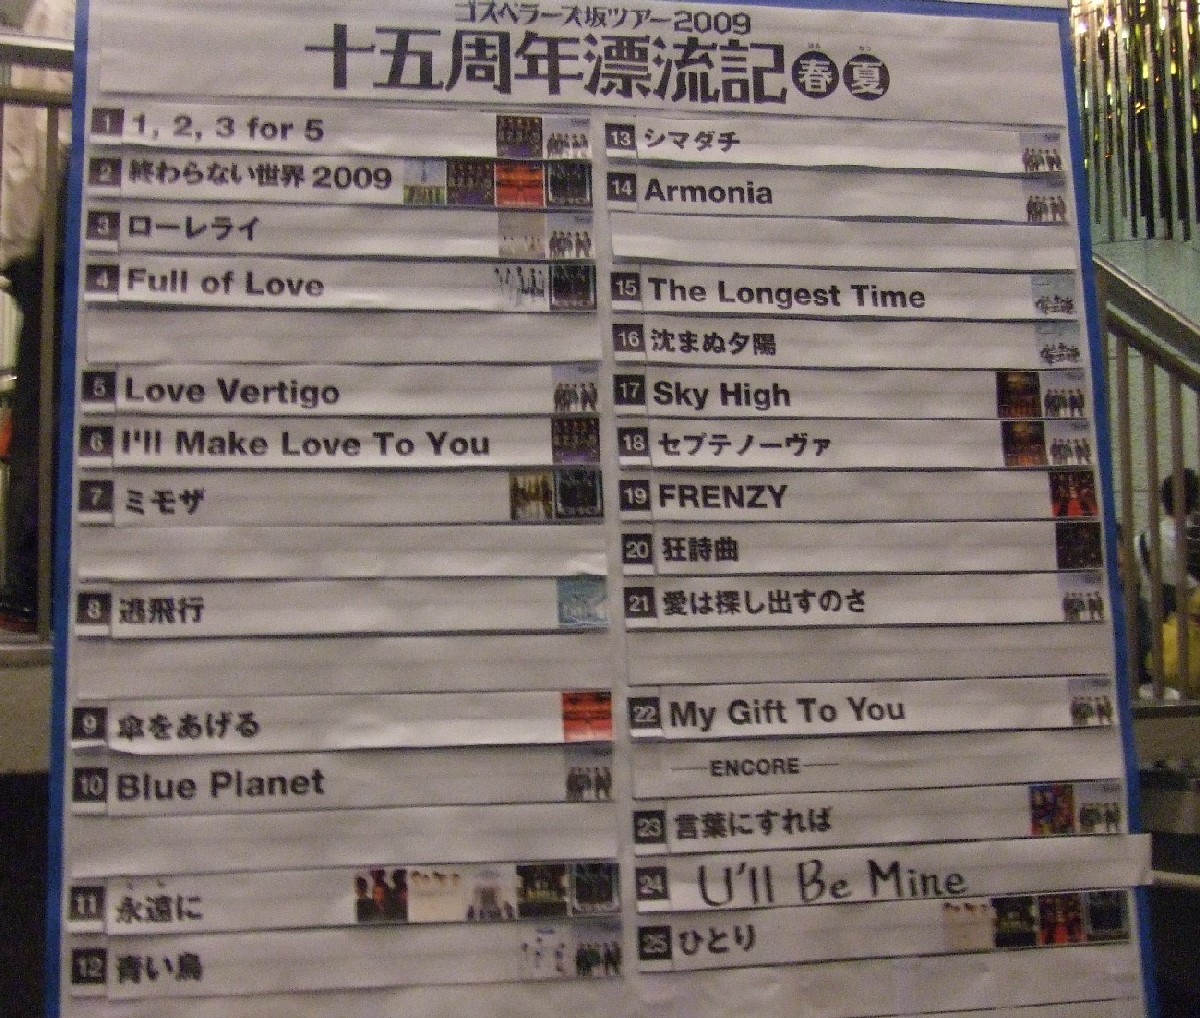 ゴスペラーズ坂ツアー2009
十五周年漂流記 春 夏
はる なつ
1 1, 2, 3 for 5
2 終わらない世界 2009
3 ローレライ
4 Full of Love
5 Love Vertigo
6 I'll Make Love To You
7 ミモザ
8 逃飛行
9 傘をあげる
10 Blue Planet
11 永遠に
12 青い鳥
13 シマダチ
14 Armonia
15 The Longest Time
16 沈まぬ夕陽
17 Sky High
18 セプテノーヴァ
19 FRENZY
20 狂詩曲
21 愛は探し出すのさ
22 My Gift To You
ENCORE
23 言葉にすれば
24 U'll Be Mine
25 ひとり